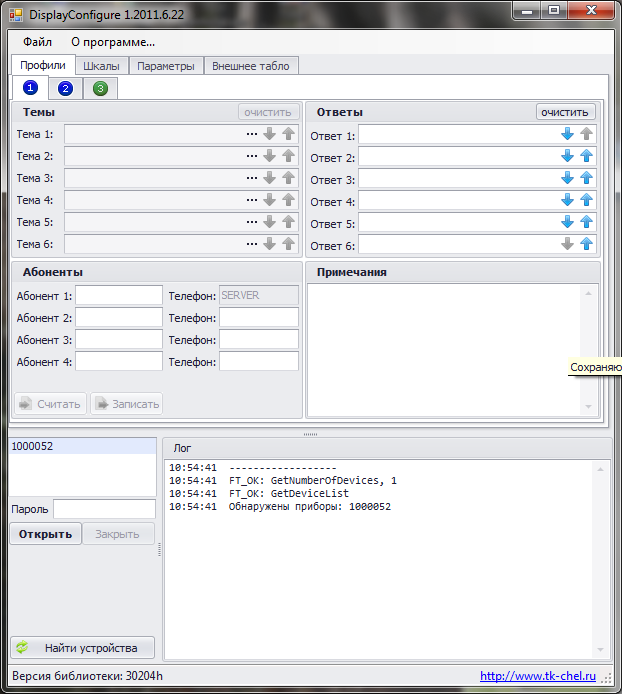 DisplayConfigure 1.2011.6.22
Файл О программе...
Профили Шкалы Параметры Внешнее табло
1 2 3
Темы очистить
Тема 1: ...
Тема 2: ...
Тема 3: ...
Тема 4: ...
Тема 5: ...
Тема 6: ...
Ответы очистить
Ответ 1:
Ответ 2:
Ответ 3:
Ответ 4:
Ответ 5:
Ответ 6:
Абоненты
Абонент 1: Телефон: SERVER
Абонент 2: Телефон:
Абонент 3: Телефон:
Абонент 4: Телефон:
Считать Записать
Примечания
Сохраняю
1000052
Пароль
Открыть Закрыть
Найти устройства
Лог
10:54:41 ------------------
10:54:41 FT_OK: GetNumberOfDevices, 1
10:54:41 FT_OK: GetDeviceList
10:54:41 Обнаружены приборы: 1000052
Версия библиотеки: 30204h http://www.tk-chel.ru